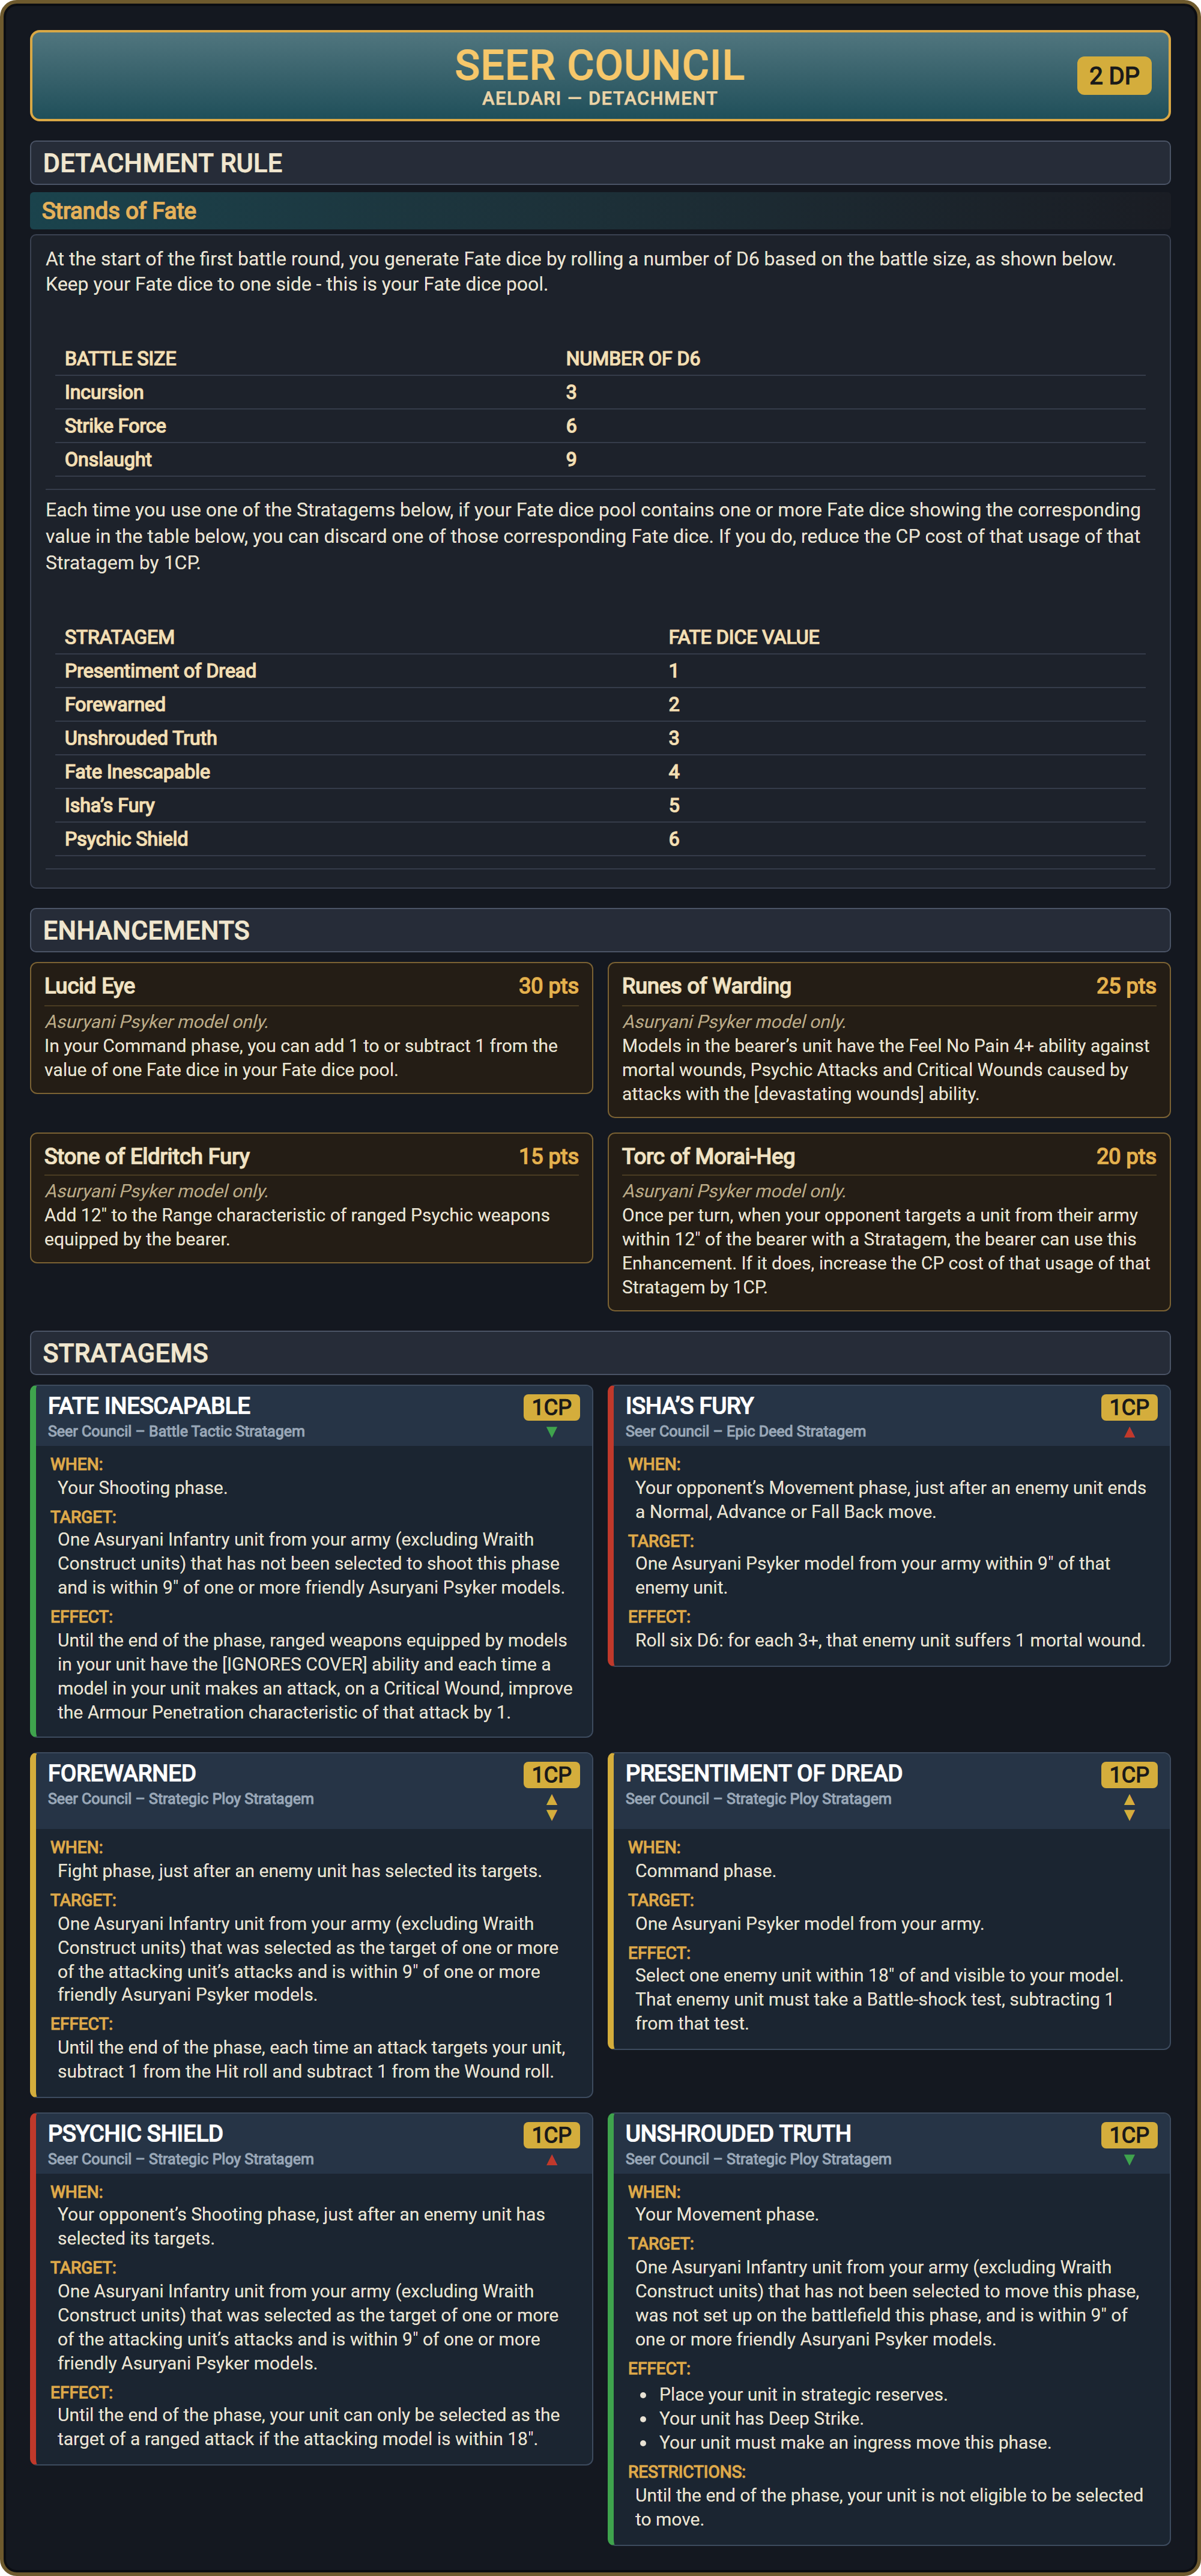 SEER COUNCIL
AELDARI — DETACHMENT
2 DP
DETACHMENT RULE
Strands of Fate
At the start of the first battle round, you generate Fate dice by rolling a number of D6 based on the battle size, as shown below.
Keep your Fate dice to one side - this is your Fate dice pool.
BATTLE SIZE NUMBER OF D6
Incursion 3
Strike Force 6
Onslaught 9
Each time you use one of the Stratagems below, if your Fate dice pool contains one or more Fate dice showing the corresponding
value in the table below, you can discard one of those corresponding Fate dice. If you do, reduce the CP cost of that usage of that
Stratagem by 1CP.
STRATAGEM FATE DICE VALUE
Presentiment of Dread 1
Forewarned 2
Unshrouded Truth 3
Fate Inescapable 4
Isha’s Fury 5
Psychic Shield 6
ENHANCEMENTS
Lucid Eye 30 pts
Asuryani Psyker model only.
In your Command phase, you can add 1 to or subtract 1 from the
value of one Fate dice in your Fate dice pool.
Runes of Warding 25 pts
Asuryani Psyker model only.
Models in the bearer’s unit have the Feel No Pain 4+ ability against
mortal wounds, Psychic Attacks and Critical Wounds caused by
attacks with the [devastating wounds] ability.
Stone of Eldritch Fury 15 pts
Asuryani Psyker model only.
Add 12" to the Range characteristic of ranged Psychic weapons
equipped by the bearer.
Torc of Morai-Heg 20 pts
Asuryani Psyker model only.
Once per turn, when your opponent targets a unit from their army
within 12" of the bearer with a Stratagem, the bearer can use this
Enhancement. If it does, increase the CP cost of that usage of that
Stratagem by 1CP.
STRATAGEMS
FATE INESCAPABLE 1CP
Seer Council – Battle Tactic Stratagem
WHEN:
Your Shooting phase.
TARGET:
One Asuryani Infantry unit from your army (excluding Wraith
Construct units) that has not been selected to shoot this phase
and is within 9" of one or more friendly Asuryani Psyker models.
EFFECT:
Until the end of the phase, ranged weapons equipped by models
in your unit have the [IGNORES COVER] ability and each time a
model in your unit makes an attack, on a Critical Wound, improve
the Armour Penetration characteristic of that attack by 1.
ISHA’S FURY 1CP
Seer Council – Epic Deed Stratagem
WHEN:
Your opponent’s Movement phase, just after an enemy unit ends
a Normal, Advance or Fall Back move.
TARGET:
One Asuryani Psyker model from your army within 9" of that
enemy unit.
EFFECT:
Roll six D6: for each 3+, that enemy unit suffers 1 mortal wound.
FOREWARNED 1CP
Seer Council – Strategic Ploy Stratagem
WHEN:
Fight phase, just after an enemy unit has selected its targets.
TARGET:
One Asuryani Infantry unit from your army (excluding Wraith
Construct units) that was selected as the target of one or more
of the attacking unit’s attacks and is within 9" of one or more
friendly Asuryani Psyker models.
EFFECT:
Until the end of the phase, each time an attack targets your unit,
subtract 1 from the Hit roll and subtract 1 from the Wound roll.
PRESENTIMENT OF DREAD 1CP
Seer Council – Strategic Ploy Stratagem
WHEN:
Command phase.
TARGET:
One Asuryani Psyker model from your army.
EFFECT:
Select one enemy unit within 18" of and visible to your model.
That enemy unit must take a Battle-shock test, subtracting 1
from that test.
PSYCHIC SHIELD 1CP
Seer Council – Strategic Ploy Stratagem
WHEN:
Your opponent’s Shooting phase, just after an enemy unit has
selected its targets.
TARGET:
One Asuryani Infantry unit from your army (excluding Wraith
Construct units) that was selected as the target of one or more
of the attacking unit’s attacks and is within 9" of one or more
friendly Asuryani Psyker models.
EFFECT:
Until the end of the phase, your unit can only be selected as the
target of a ranged attack if the attacking model is within 18".
UNSHROUDED TRUTH 1CP
Seer Council – Strategic Ploy Stratagem
WHEN:
Your Movement phase.
TARGET:
One Asuryani Infantry unit from your army (excluding Wraith
Construct units) that has not been selected to move this phase,
was not set up on the battlefield this phase, and is within 9" of
one or more friendly Asuryani Psyker models.
EFFECT:
• Place your unit in strategic reserves.
• Your unit has Deep Strike.
• Your unit must make an ingress move this phase.
RESTRICTIONS:
Until the end of the phase, your unit is not eligible to be selected
to move.